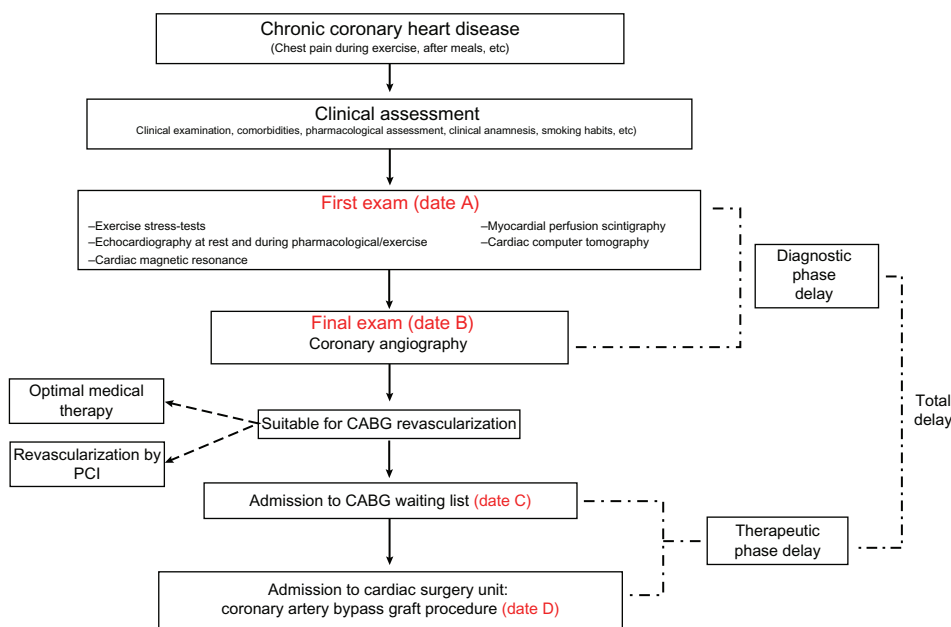 Chronic coronary heart disease
(Chest pain during exercise, after meals, etc)
Clinical assessment
Clinical examination, comorbidities, pharmacological assessment, clinical anamnesis, smoking habits, etc)
First exam (date A)
–Exercise stress-tests
–Echocardiography at rest and during pharmacological/exercise
–Cardiac magnetic resonance
–Myocardial perfusion scintigraphy
–Cardiac computer tomography
Diagnostic
phase
delay
Final exam (date B)
Coronary angiography
Optimal medical
therapy
Suitable for CABG revascularization
Revascularization by
PCI
Total
delay
Admission to CABG waiting list (date C)
Therapeutic
phase delay
Admission to cardiac surgery unit:
coronary artery bypass graft procedure (date D)